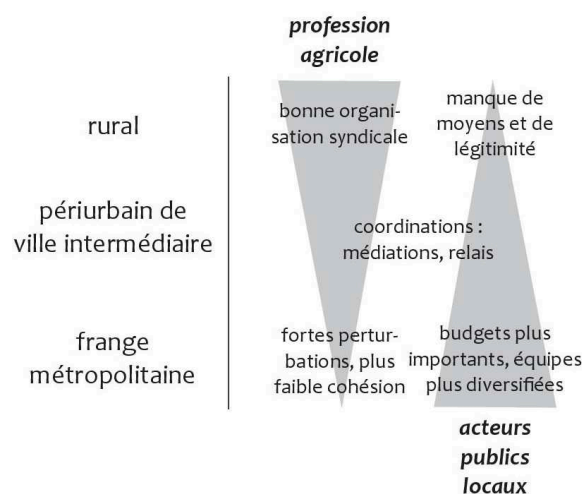 profession
agricole
rural
bonne organi-
sation syndicale
manque de
moyens et de
légitimité
périurbain de
ville intermédiaire
coordinations :
médiations, relais
frange
métropolitaine
fortes pertur-
bations, plus
faible cohésion
budgets plus
importants, équipes
plus diversifiées
acteurs
publics
locaux